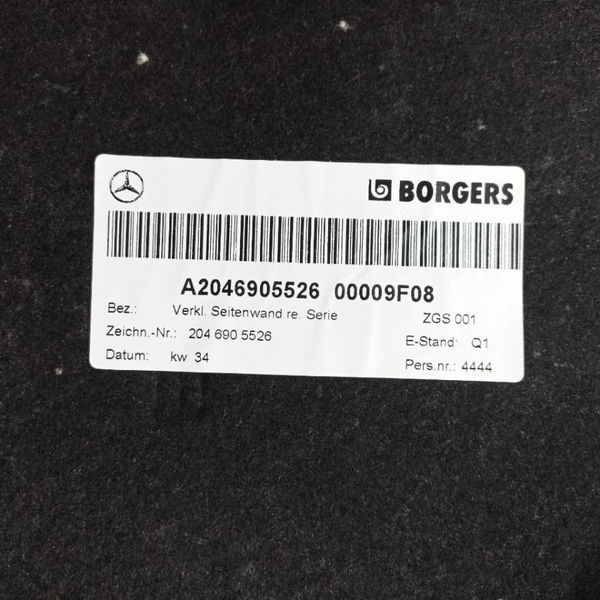 BORGERS
A2046905526 00009F08
Bez.: Verkl. Seitenwand re. Serie ZGS 001
Zeichn.-Nr.: 204 690 5526 E-Stand: Q1
Datum: kw 34 Pers.nr.: 4444